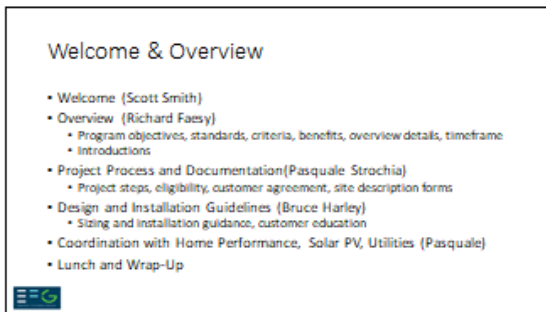 Welcome & Overview
• Welcome (Scott Smith)
• Overview (Richard Faesy)
• Program objectives, standards, criteria, benefits, overview details, timeframe
• Introductions
• Project Process and Documentation(Pasquale Strochia)
• Project steps, eligibility, customer agreement, site description forms
• Design and Installation Guidelines (Bruce Harley)
• Sizing and installation guidance, customer education
• Coordination with Home Performance, Solar PV, Utilities (Pasquale)
• Lunch and Wrap-Up
EFG